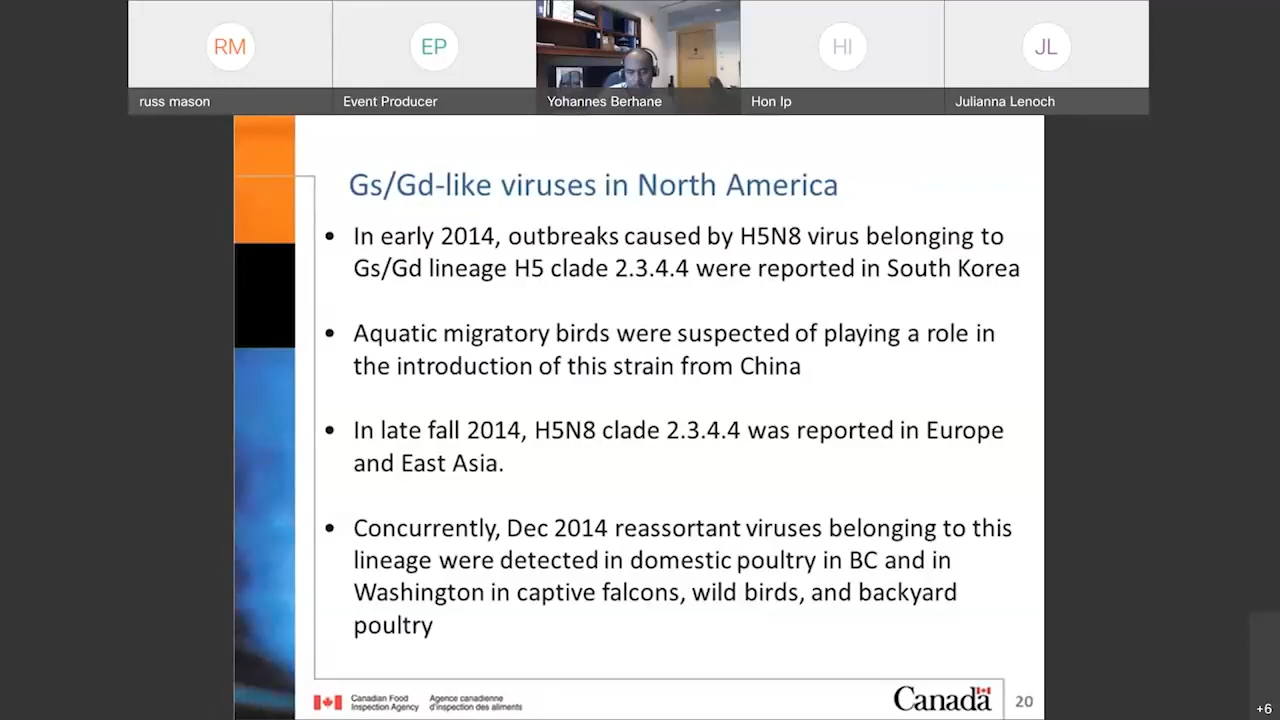 RM
EP
HI
JL
russ mason
Event Producer
Yohannes Berhane
Hon Ip
Julianna Lenoch
Gs/Gd-like viruses in North America
• In early 2014, outbreaks caused by H5N8 virus belonging to
Gs/Gd lineage H5 clade 2.3.4.4 were reported in South Korea
• Aquatic migratory birds were suspected of playing a role in
the introduction of this strain from China
• In late fall 2014, H5N8 clade 2.3.4.4 was reported in Europe
and East Asia.
• Concurrently, Dec 2014 reassortant viruses belonging to this
lineage were detected in domestic poultry in BC and in
Washington in captive falcons, wild birds, and backyard
poultry
Canadian Food
Inspection Agency
Agence canadienne
d'inspection des aliments
Canada
20
+6